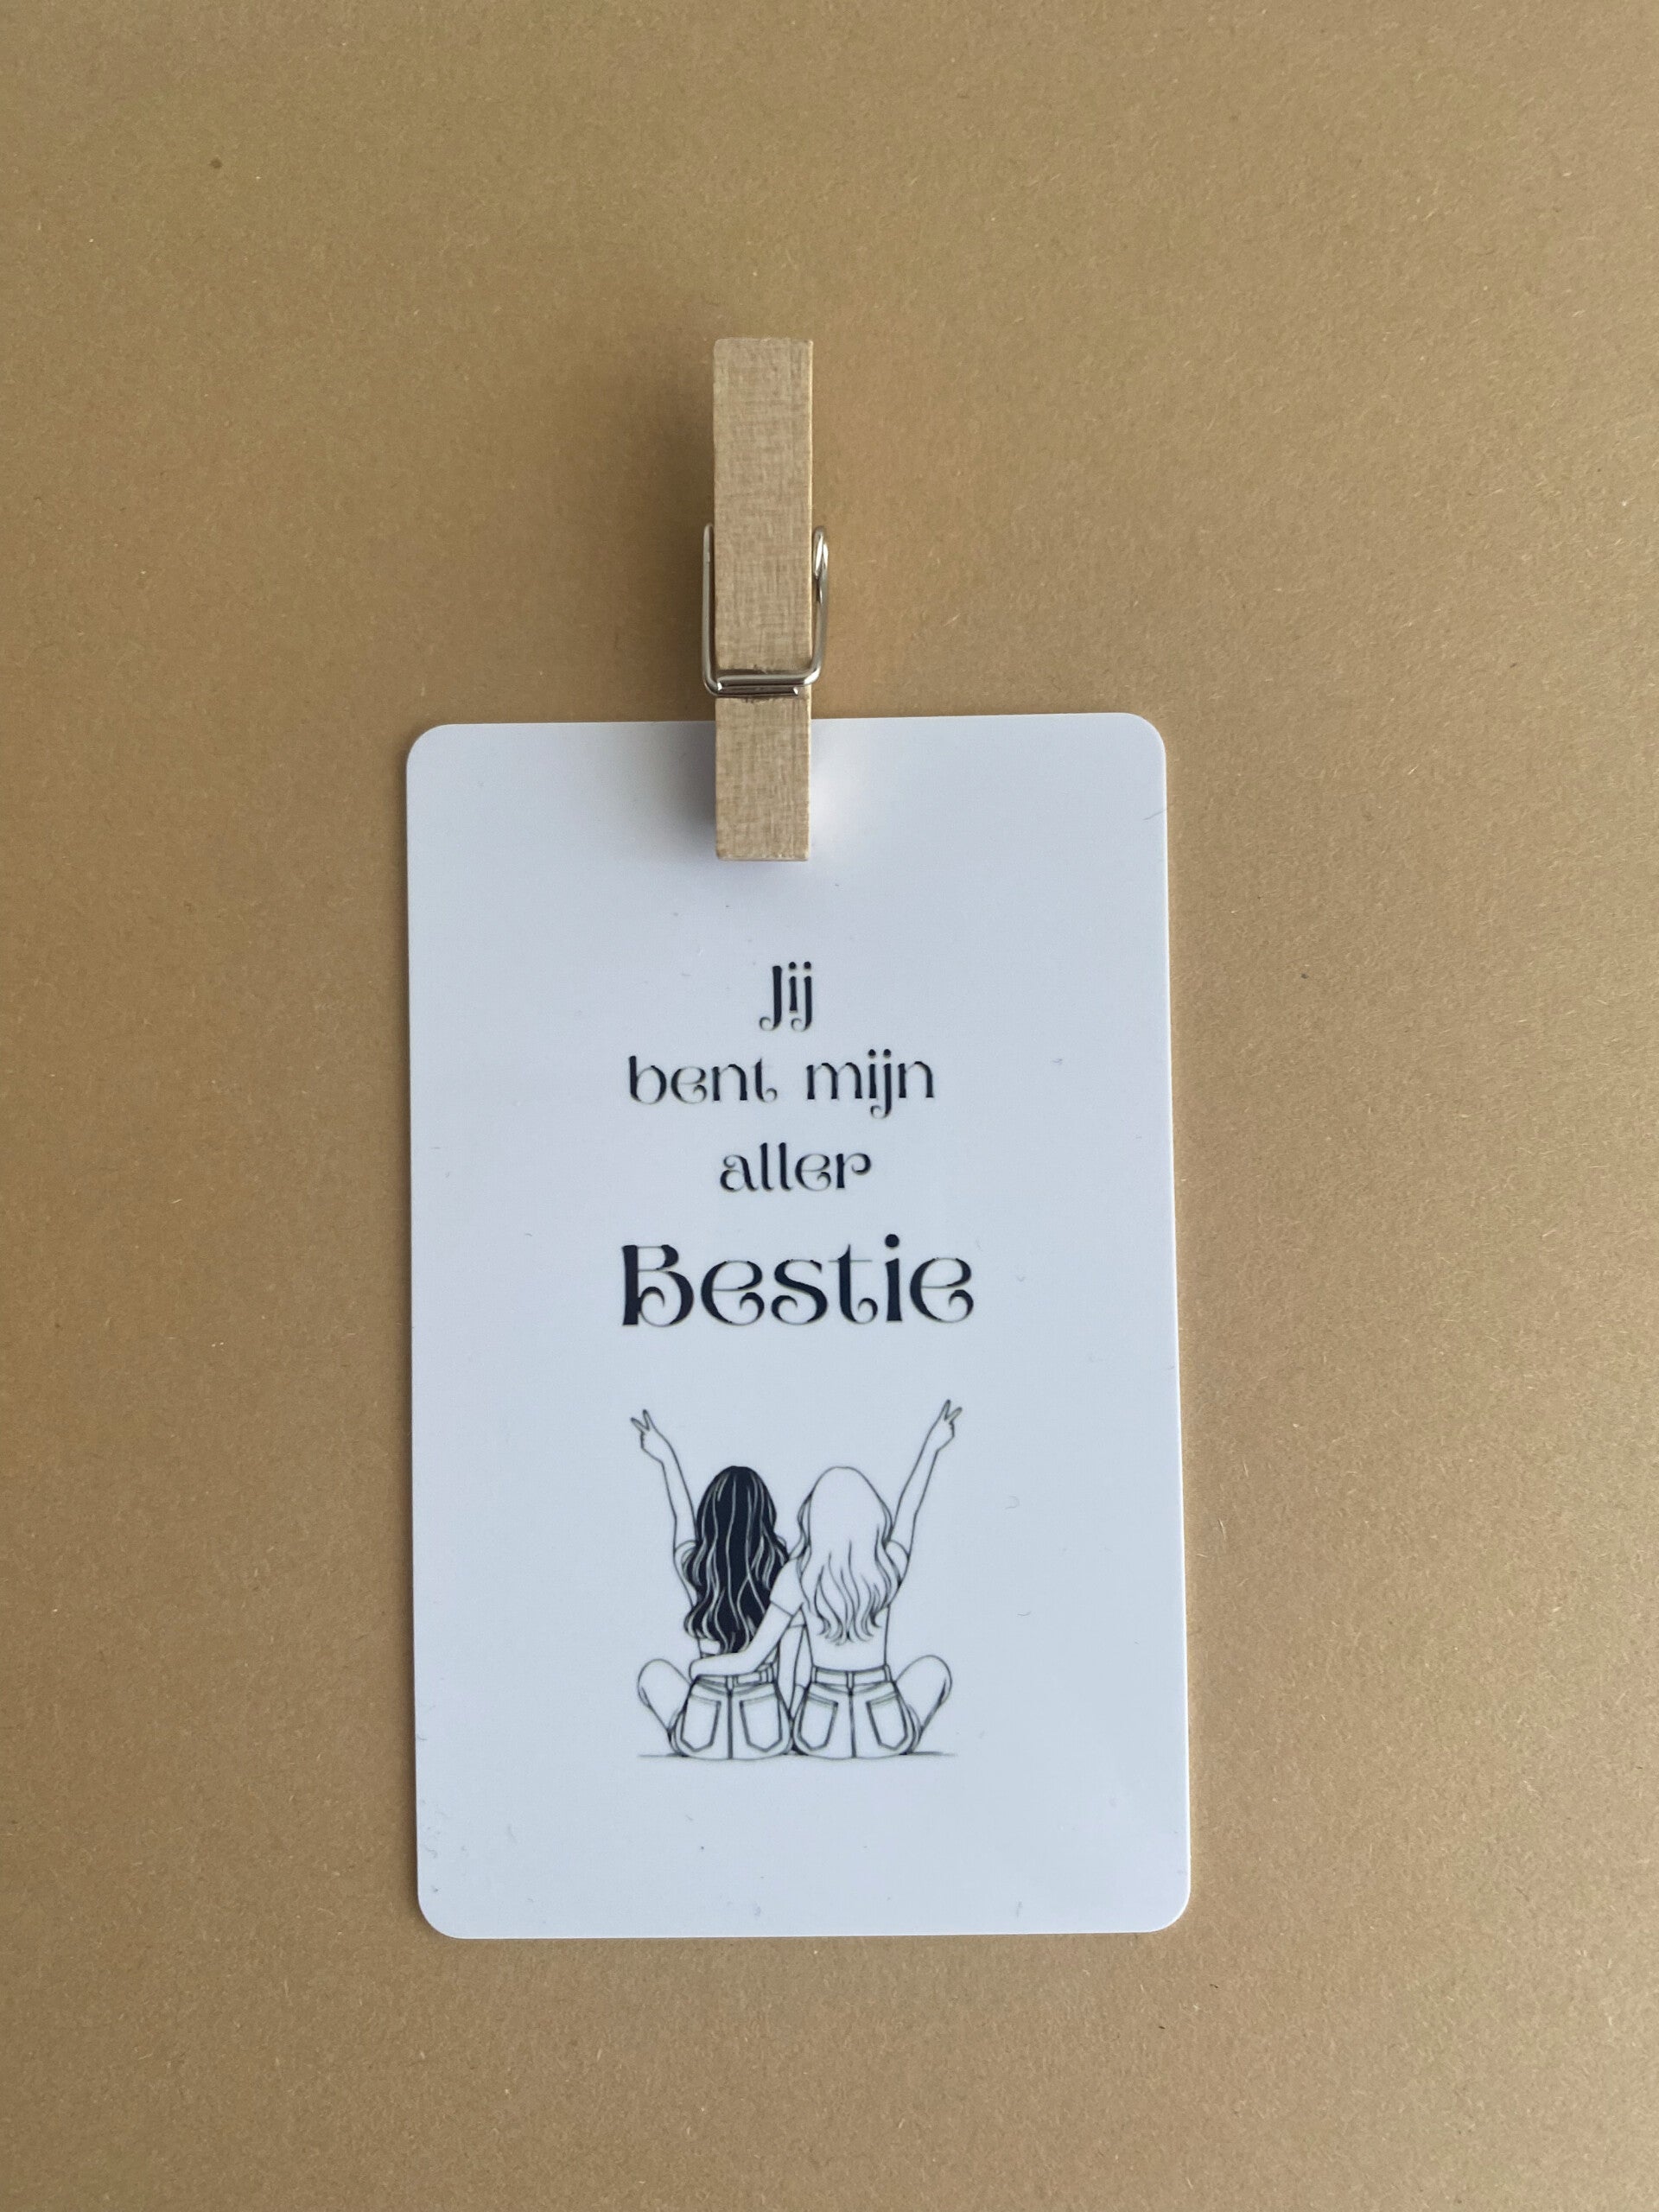 Jij
bent mijn
aller
Bestie